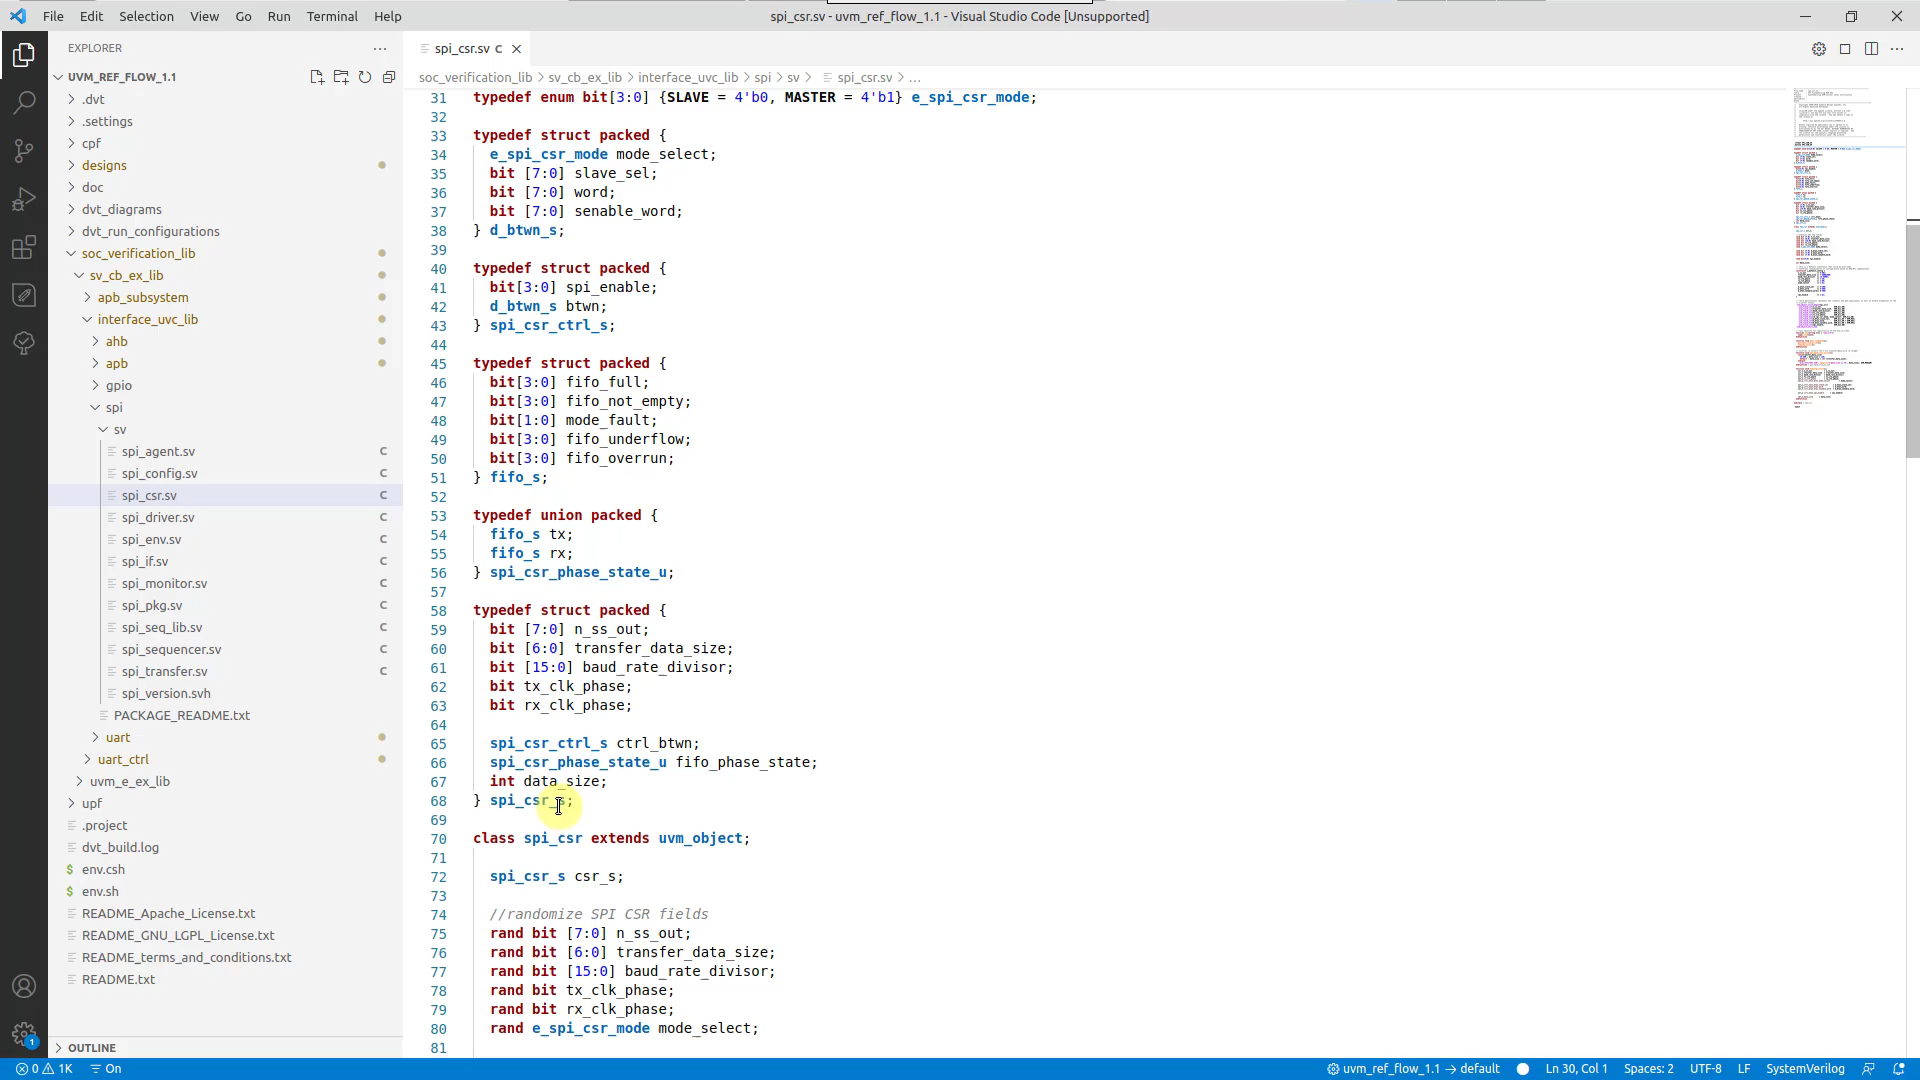 File Edit Selection View Go Run Terminal Help
spi_csr.sv - uvm_ref_flow_1.1 - Visual Studio Code [Unsupported]
EXPLORER
UVM_REF_FLOW_1.1
.dvt
.settings
cpf
designs
doc
dvt_diagrams
dvt_run_configurations
soc_verification_lib
sv_cb_ex_lib
apb_subsystem
interface_uvc_lib
ahb
apb
gpio
spi
sv
spi_agent.sv C
spi_config.sv C
spi_csr.sv C
spi_driver.sv C
spi_env.sv C
spi_if.sv C
spi_monitor.sv C
spi_pkg.sv C
spi_seq_lib.sv C
spi_sequencer.sv C
spi_transfer.sv C
spi_version.svh
PACKAGE_README.txt
uart
uart_ctrl
uvm_e_ex_lib
upf
.project
dvt_build.log
$ env.csh
$ env.sh
README_Apache_License.txt
README_GNU_LGPL_License.txt
README_terms_and_conditions.txt
README.txt
OUTLINE
spi_csr.sv C
soc_verification_lib > sv_cb_ex_lib > interface_uvc_lib > spi > sv > spi_csr.sv > ...
31 typedef enum bit[3:0] {SLAVE = 4'b0, MASTER = 4'b1} e_spi_csr_mode;
32
33 typedef struct packed {
34 e_spi_csr_mode mode_select;
35 bit [7:0] slave_sel;
36 bit [7:0] word;
37 bit [7:0] senable_word;
38 } d_btwn_s;
39
40 typedef struct packed {
41 bit[3:0] spi_enable;
42 d_btwn_s btwn;
43 } spi_csr_ctrl_s;
44
45 typedef struct packed {
46 bit[3:0] fifo_full;
47 bit[3:0] fifo_not_empty;
48 bit[1:0] mode_fault;
49 bit[3:0] fifo_underflow;
50 bit[3:0] fifo_overrun;
51 } fifo_s;
52
53 typedef union packed {
54 fifo_s tx;
55 fifo_s rx;
56 } spi_csr_phase_state_u;
57
58 typedef struct packed {
59 bit [7:0] n_ss_out;
60 bit [6:0] transfer_data_size;
61 bit [15:0] baud_rate_divisor;
62 bit tx_clk_phase;
63 bit rx_clk_phase;
64
65 spi_csr_ctrl_s ctrl_btwn;
66 spi_csr_phase_state_u fifo_phase_state;
67 int data_size;
68 } spi_csr_s;
69
70 class spi_csr extends uvm_object;
71
72 spi_csr_s csr_s;
73
74 //randomize SPI CSR fields
75 rand bit [7:0] n_ss_out;
76 rand bit [6:0] transfer_data_size;
77 rand bit [15:0] baud_rate_divisor;
78 rand bit tx_clk_phase;
79 rand bit rx_clk_phase;
80 rand e_spi_csr_mode mode_select;
81
1
0 1K On
uvm_ref_flow_1.1 → default Ln 30, Col 1 Spaces: 2 UTF-8 LF SystemVerilog